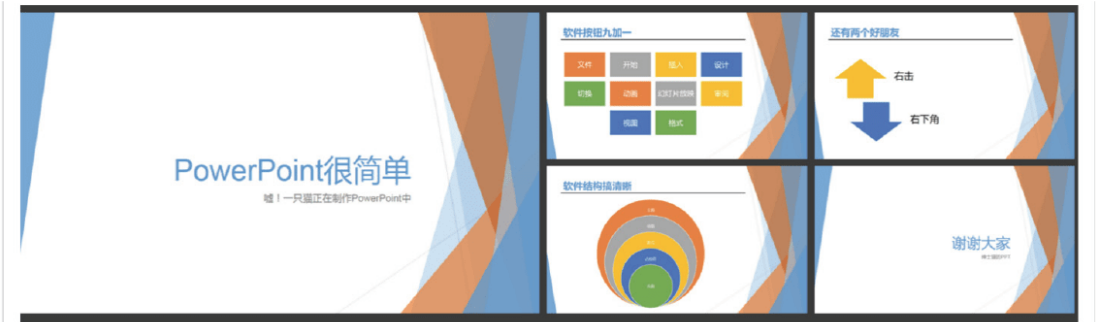 PowerPoint很简单
嘘！一只猫正在制作PowerPoint中
软件按钮九加一
文件 开始 插入 设计
切换 动画 幻灯片放映 审阅
视图 格式
还有两个好朋友
右击
右下角
软件结构搞清晰
谢谢大家